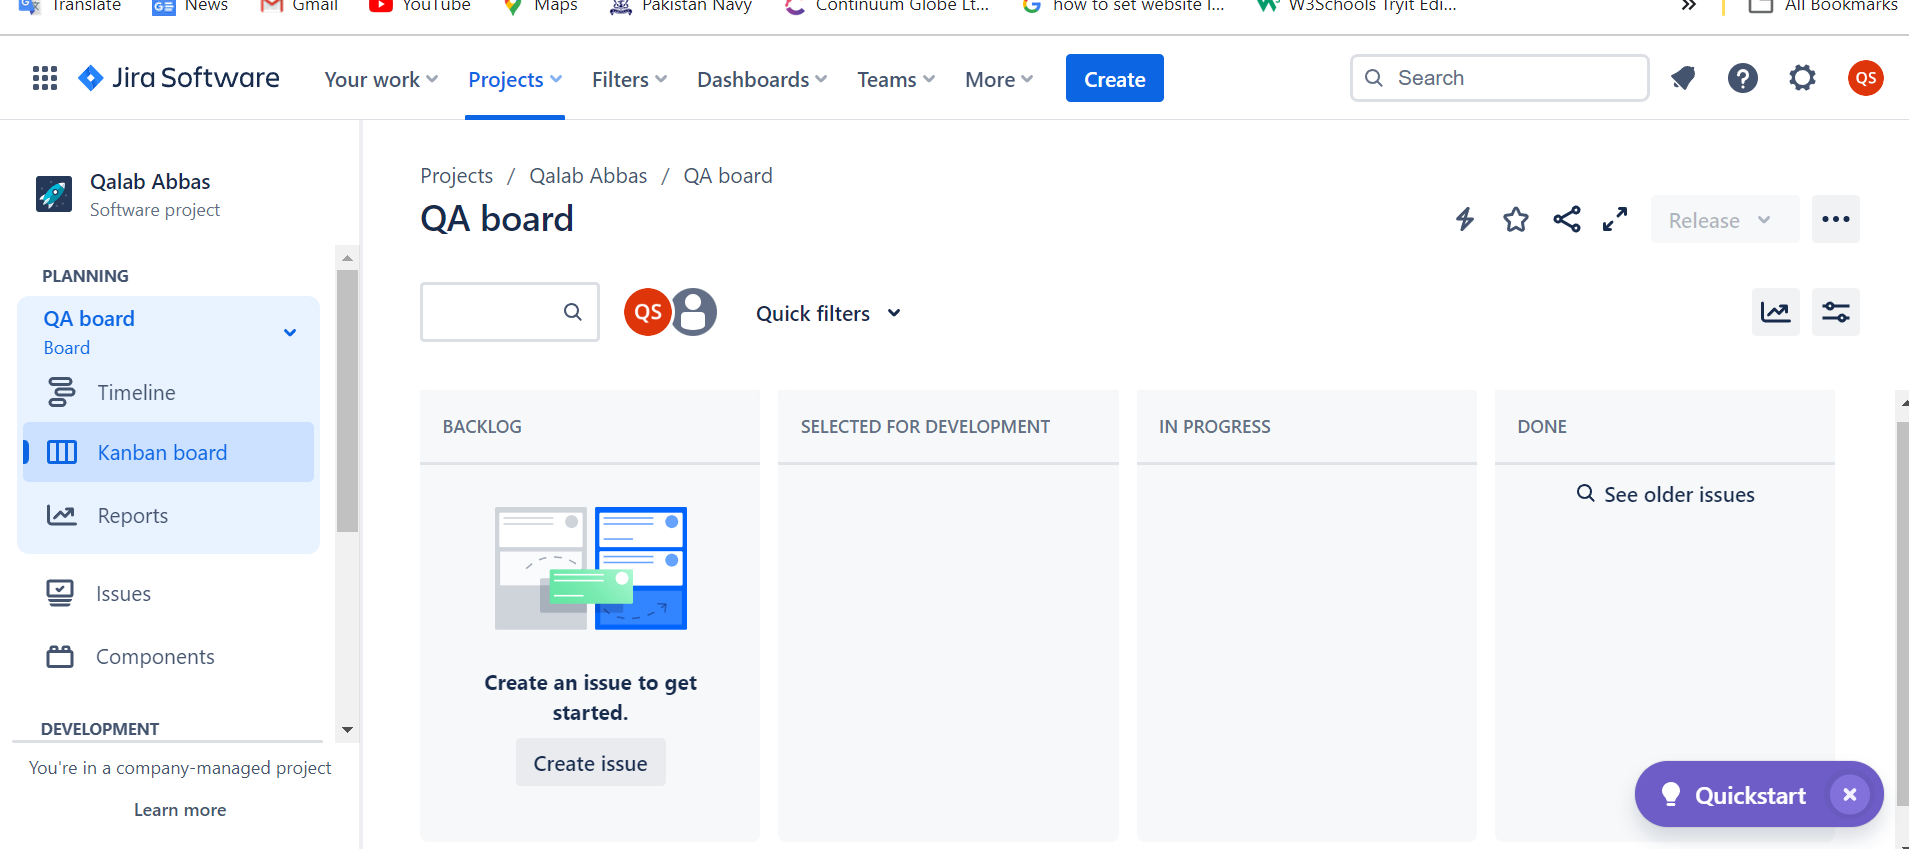 Translate News Gmail YouTube Maps Pakistan Navy Continuum Globe Lt... how to set website l... W3Schools Tryit Edi... » All Bookmarks
Jira Software Your work Projects Filters Dashboards Teams More Create Search QS
Qalab Abbas
Software project
PLANNING
QA board
Board
Timeline
Kanban board
Reports
Issues
Components
DEVELOPMENT
You're in a company-managed project
Learn more
Projects / Qalab Abbas / QA board
QA board
Release
QS Quick filters
BACKLOG SELECTED FOR DEVELOPMENT IN PROGRESS DONE
See older issues
Create an issue to get
started.
Create issue
Quickstart